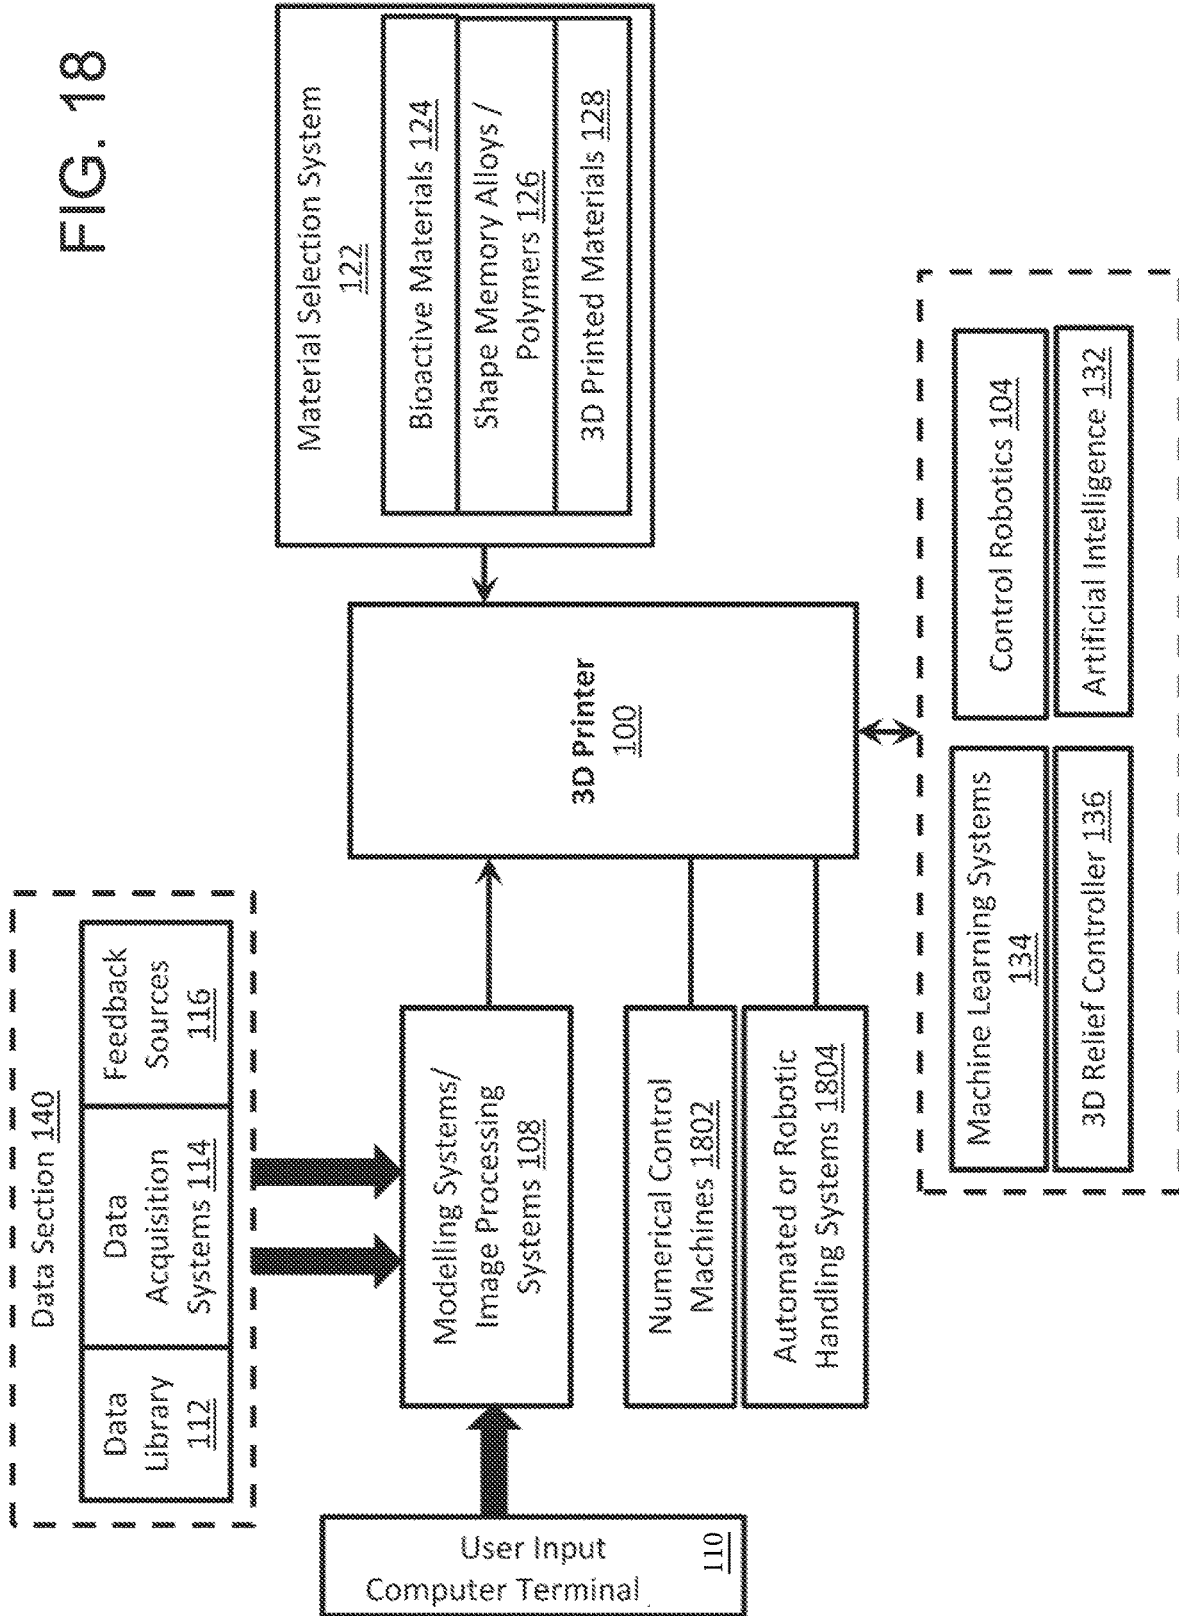 FIG. 18
Data Section 140
Data
Library
112
Data
Acquisition
Systems 114
Feedback
Sources
116
User Input
Computer Terminal
110
Modelling Systems/
Image Processing
Systems 108
Numerical Control
Machines 1802
Automated or Robotic
Handling Systems 1804
3D Printer
100
Material Selection System
122
Bioactive Materials 124
Shape Memory Alloys /
Polymers 126
3D Printed Materials 128
Machine Learning Systems
134
3D Relief Controller 136
Control Robotics 104
Artificial Intelligence 132